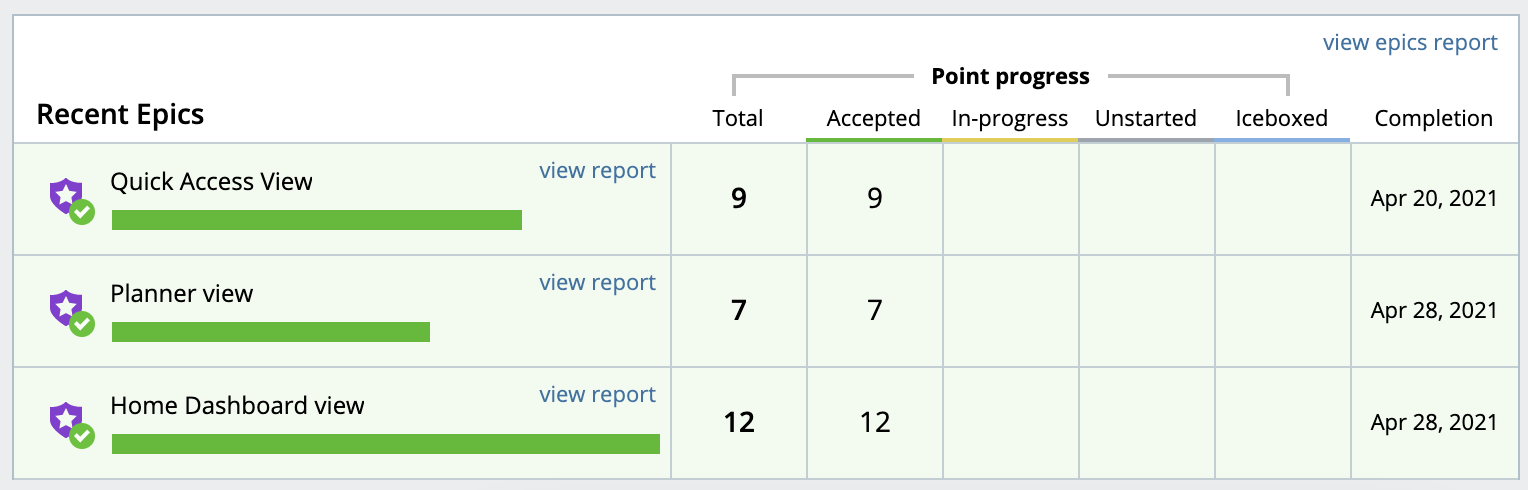 view epics report
Point progress
Recent Epics Total Accepted In-progress Unstarted Iceboxed Completion
Quick Access View view report 9 9 Apr 20, 2021
Planner view view report 7 7 Apr 28, 2021
Home Dashboard view view report 12 12 Apr 28, 2021